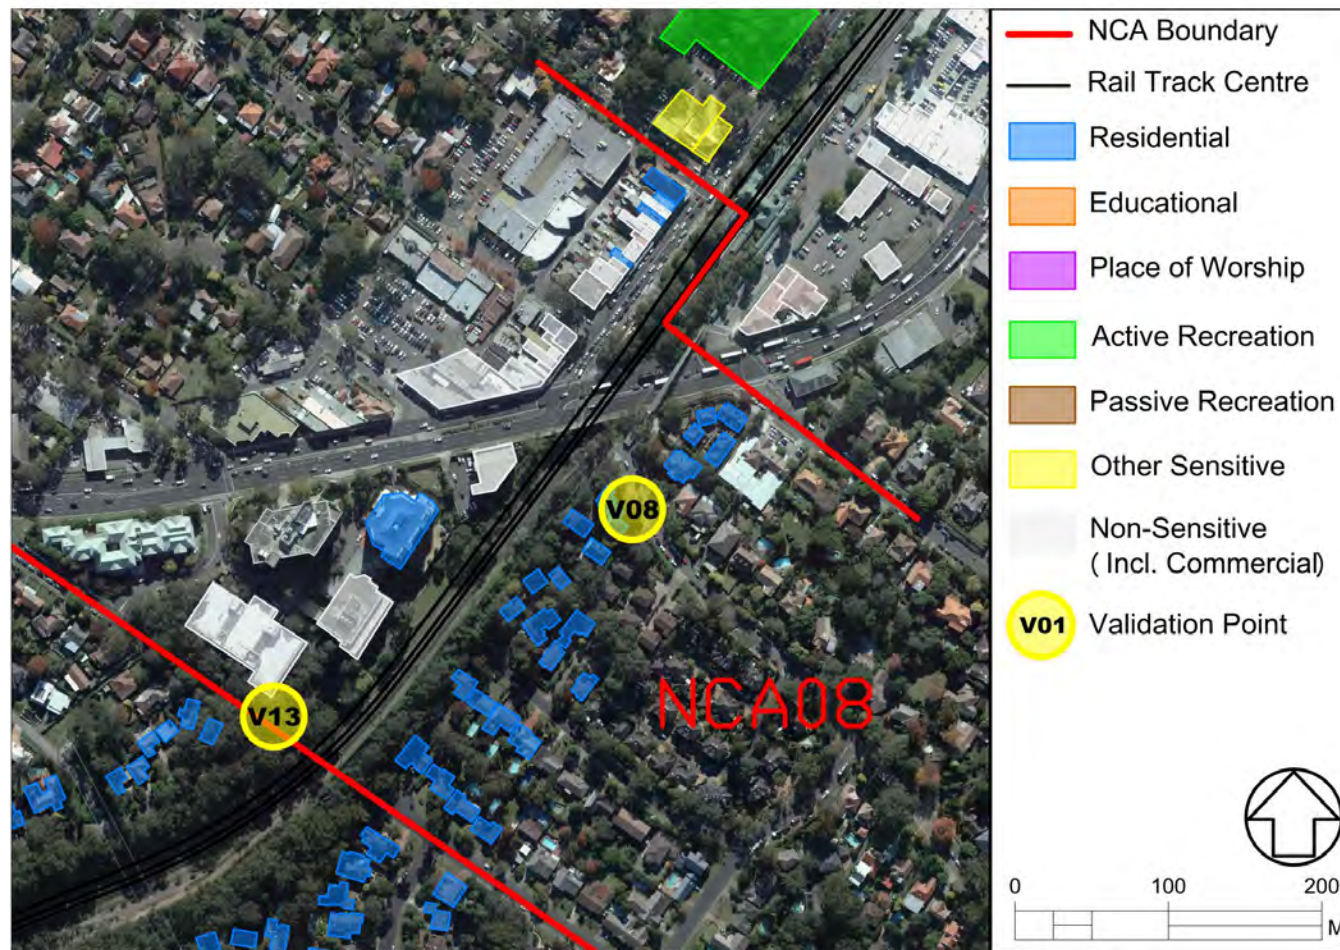 NCA Boundary
Rail Track Centre
Residential
Educational
Place of Worship
Active Recreation
Passive Recreation
Other Sensitive
Non-Sensitive
( Incl. Commercial)
V01 Validation Point
V08
V13
NCA08
0 100 200
M